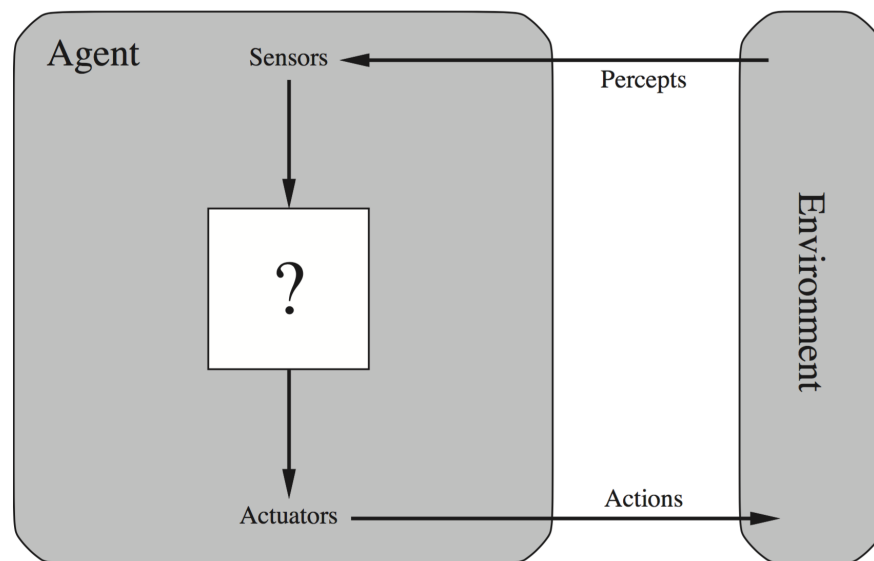 Agent
Sensors
Percepts
?
Environment
Actuators
Actions